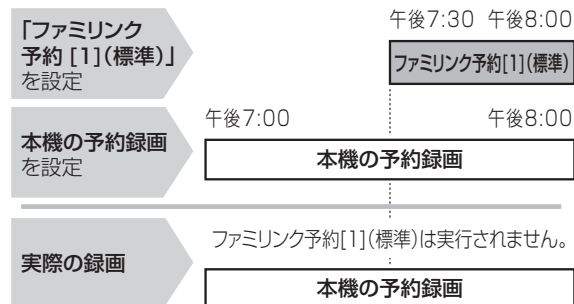 「ファミリンク
予約 [1](標準)」
を設定
午後7:30 午後8:00
ファミリンク予約[1](標準)
本機の予約録画
を設定
午後7:00 午後8:00
本機の予約録画
実際の録画
ファミリンク予約[1](標準)は実行されません。
本機の予約録画